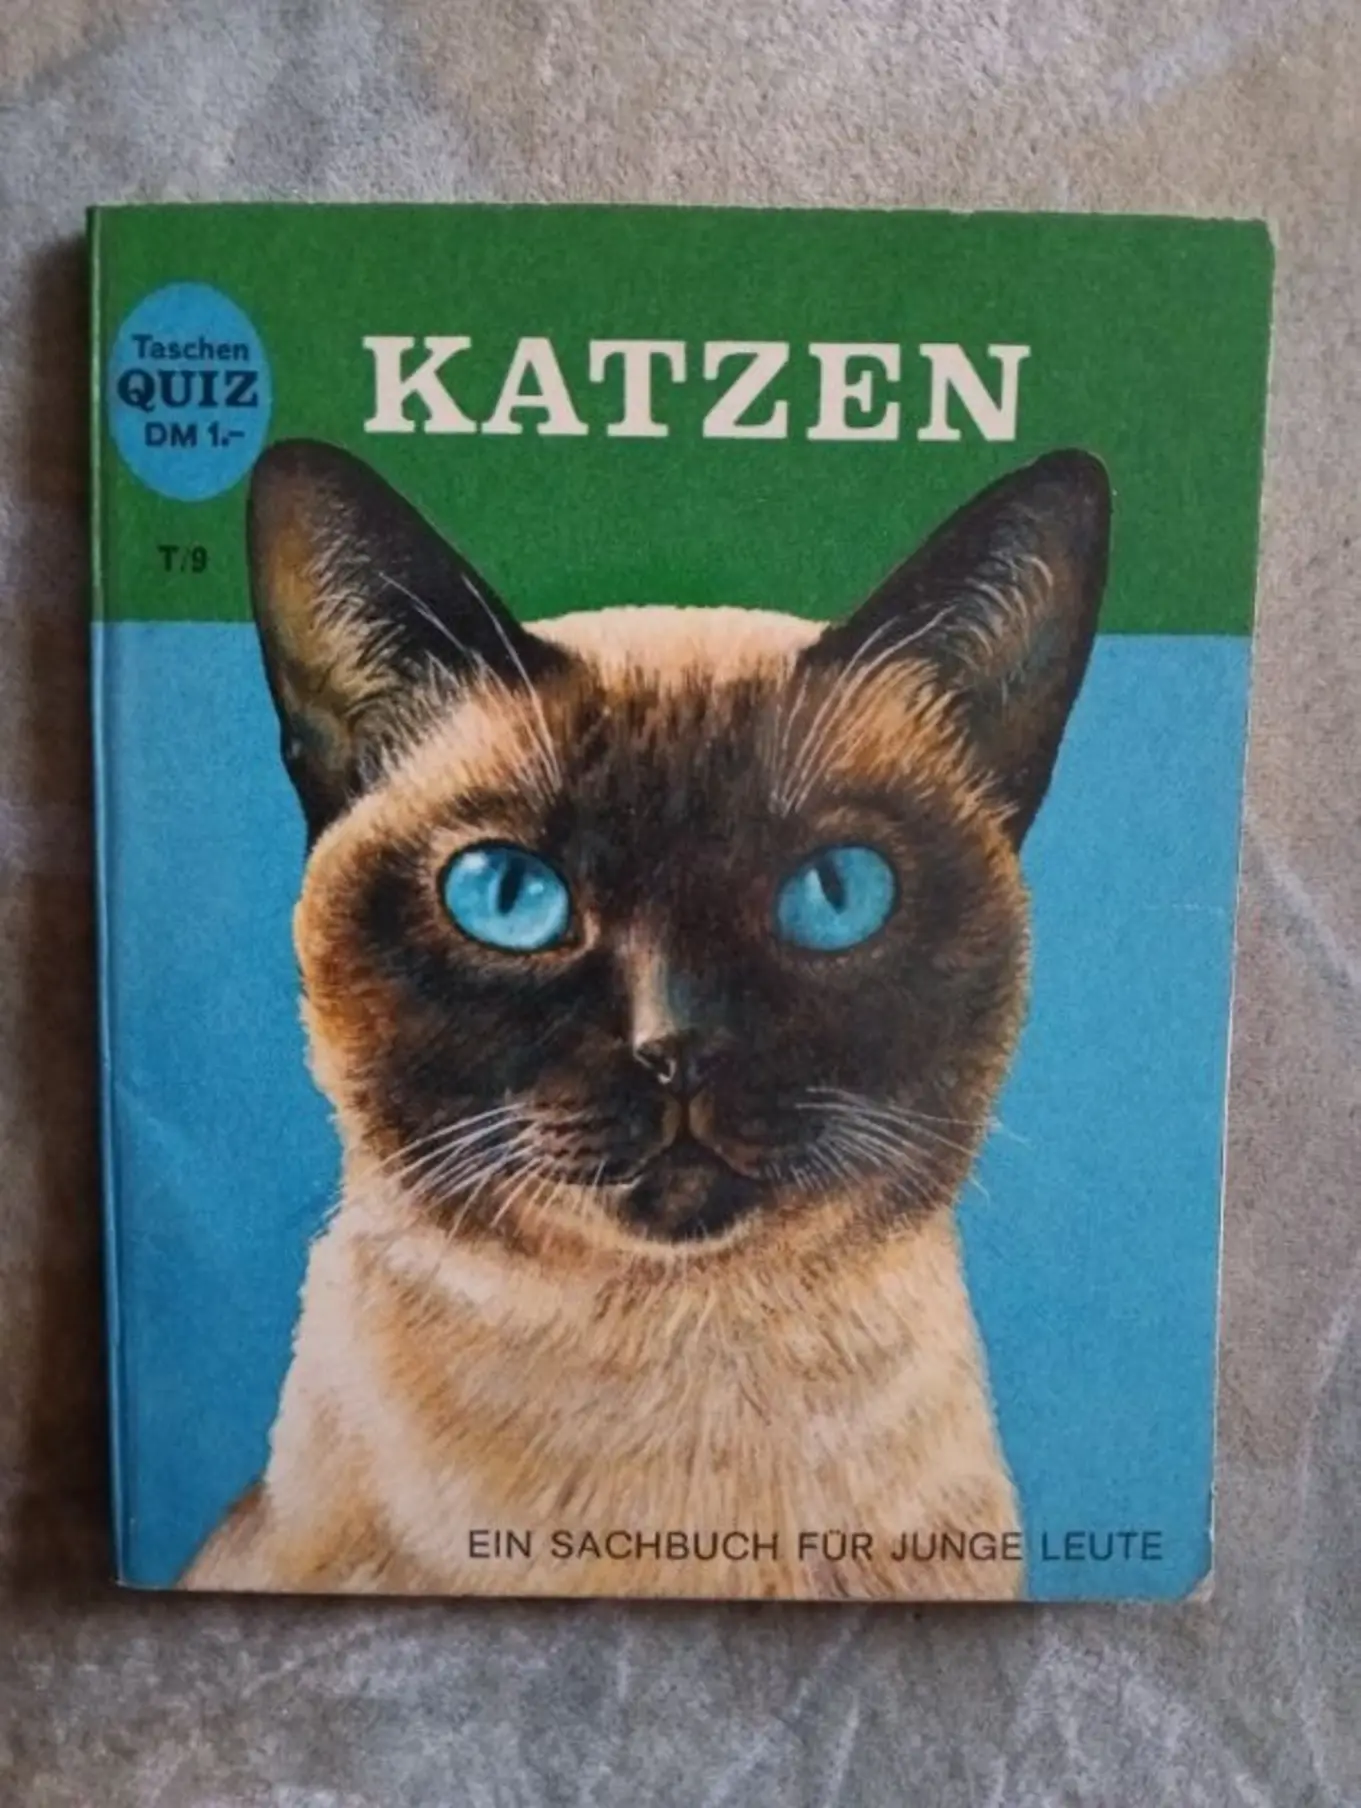 Taschen
QUIZ
DM 1.–
KATZEN
T/9
EIN SACHBUCH FÜR JUNGE LEUTE